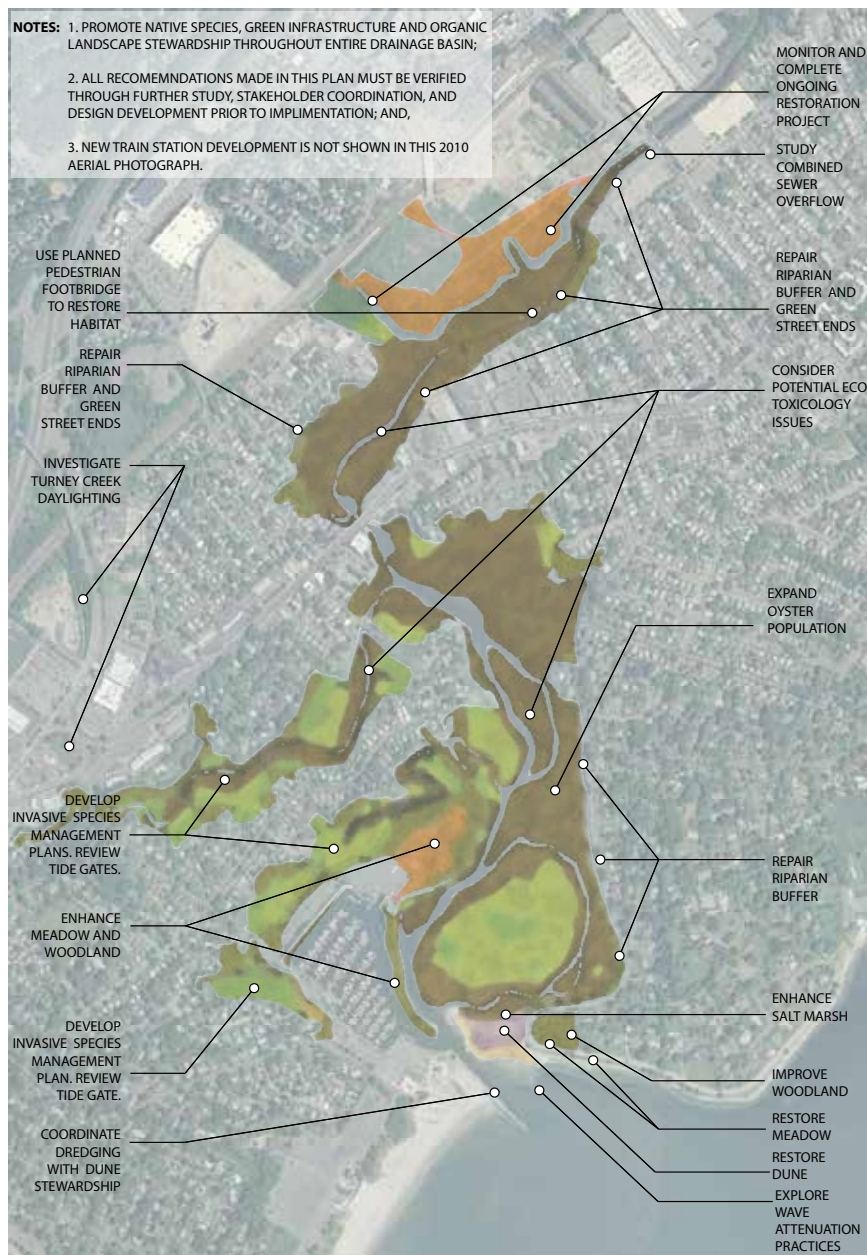 NOTES: 1. PROMOTE NATIVE SPECIES, GREEN INFRASTRUCTURE AND ORGANIC
LANDSCAPE STEWARDSHIP THROUGHOUT ENTIRE DRAINAGE BASIN;
2. ALL RECOMEMNDATIONS MADE IN THIS PLAN MUST BE VERIFIED
THROUGH FURTHER STUDY, STAKEHOLDER COORDINATION, AND
DESIGN DEVELOPMENT PRIOR TO IMPLIMENTATION; AND,
3. NEW TRAIN STATION DEVELOPMENT IS NOT SHOWN IN THIS 2010
AERIAL PHOTOGRAPH.
USE PLANNED
PEDESTRIAN
FOOTBRIDGE
TO RESTORE
HABITAT
REPAIR
RIPARIAN
BUFFER AND
GREEN
STREET ENDS
INVESTIGATE
TURNEY CREEK
DAYLIGHTING
DEVELOP
INVASIVE SPECIES
MANAGEMENT
PLANS. REVIEW
TIDE GATES.
ENHANCE
MEADOW AND
WOODLAND
DEVELOP
INVASIVE SPECIES
MANAGEMENT
PLAN. REVIEW
TIDE GATE.
COORDINATE
DREDGING
WITH DUNE
STEWARDSHIP
MONITOR AND
COMPLETE
ONGOING
RESTORATION
PROJECT
STUDY
COMBINED
SEWER
OVERFLOW
REPAIR
RIPARIAN
BUFFER AND
GREEN
STREET ENDS
CONSIDER
POTENTIAL ECO
TOXICOLOGY
ISSUES
EXPAND
OYSTER
POPULATION
REPAIR
RIPARIAN
BUFFER
ENHANCE
SALT MARSH
IMPROVE
WOODLAND
RESTORE
MEADOW
RESTORE
DUNE
EXPLORE
WAVE
ATTENUATION
PRACTICES